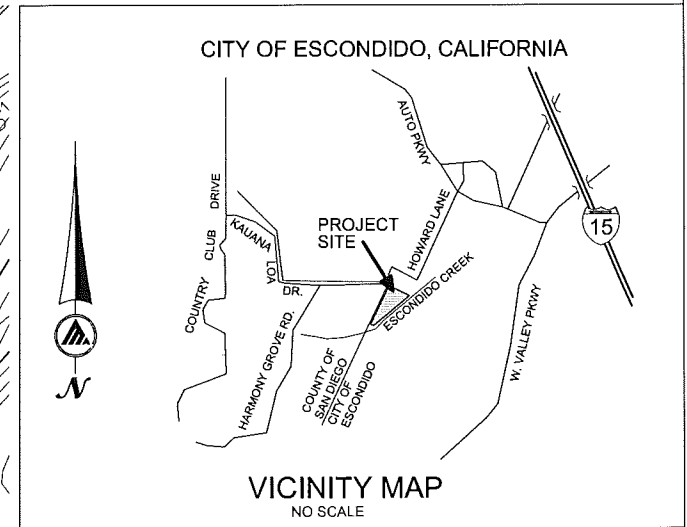 CITY OF ESCONDIDO, CALIFORNIA
AUTO PKWY
COUNTRY CLUB DRIVE
KAUANA LOA DR.
PROJECT
SITE
HOWARD LANE
15
ESCONDIDO CREEK
HARMONY GROVE RD.
COUNTY OF
SAN DIEGO
CITY OF
ESCONDIDO
W. VALLEY PKWY
N
VICINITY MAP
NO SCALE